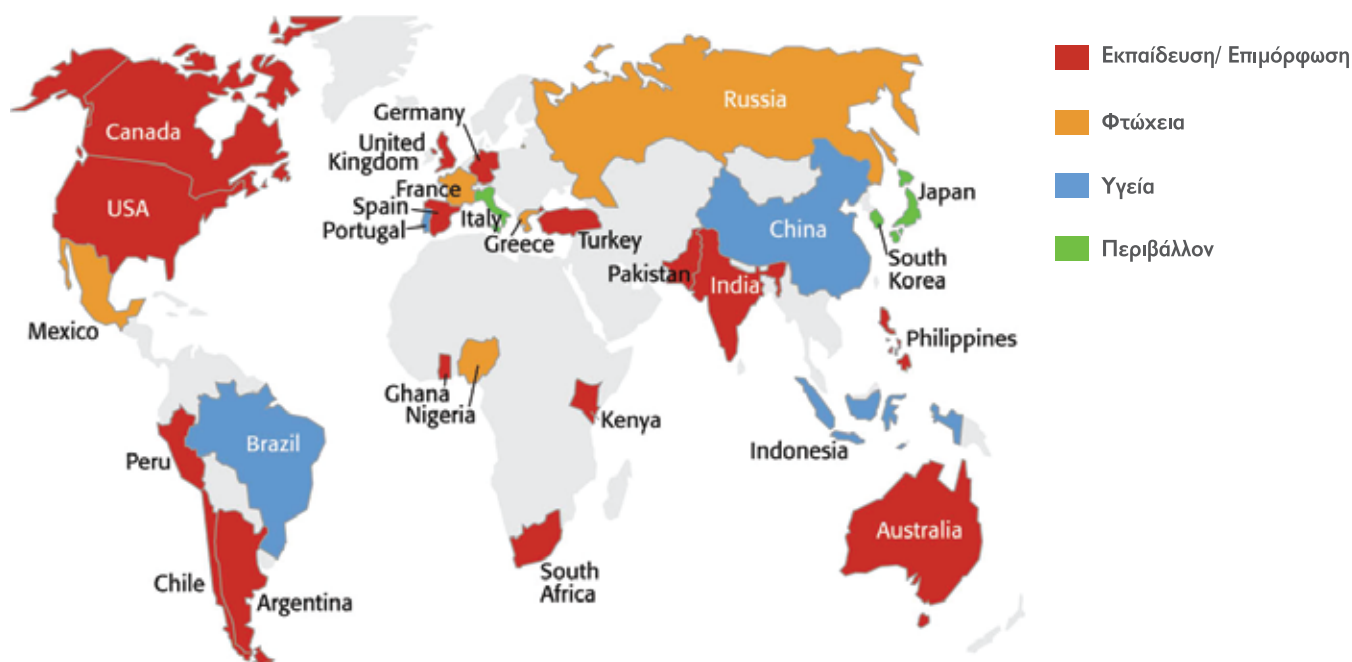 Canada
USA
Mexico
Peru
Brazil
Chile
Argentina
Germany
United
Kingdom
France
Spain
Portugal
Italy
Greece
Turkey
Russia
Ghana
Nigeria
Kenya
South
Africa
Pakistan
India
China
Japan
South
Korea
Philippines
Indonesia
Australia
Εκπαίδευση/ Επιμόρφωση
Φτώχεια
Υγεία
Περιβάλλον